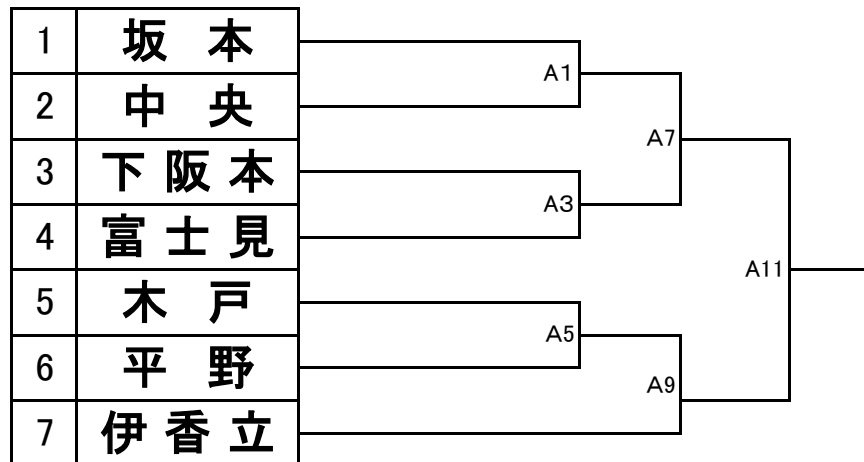 1 坂 本
2 中 央
3 下 阪 本
4 富 士 見
5 木 戸
6 平 野
7 伊 香 立
A1
A7
A3
A11
A5
A9